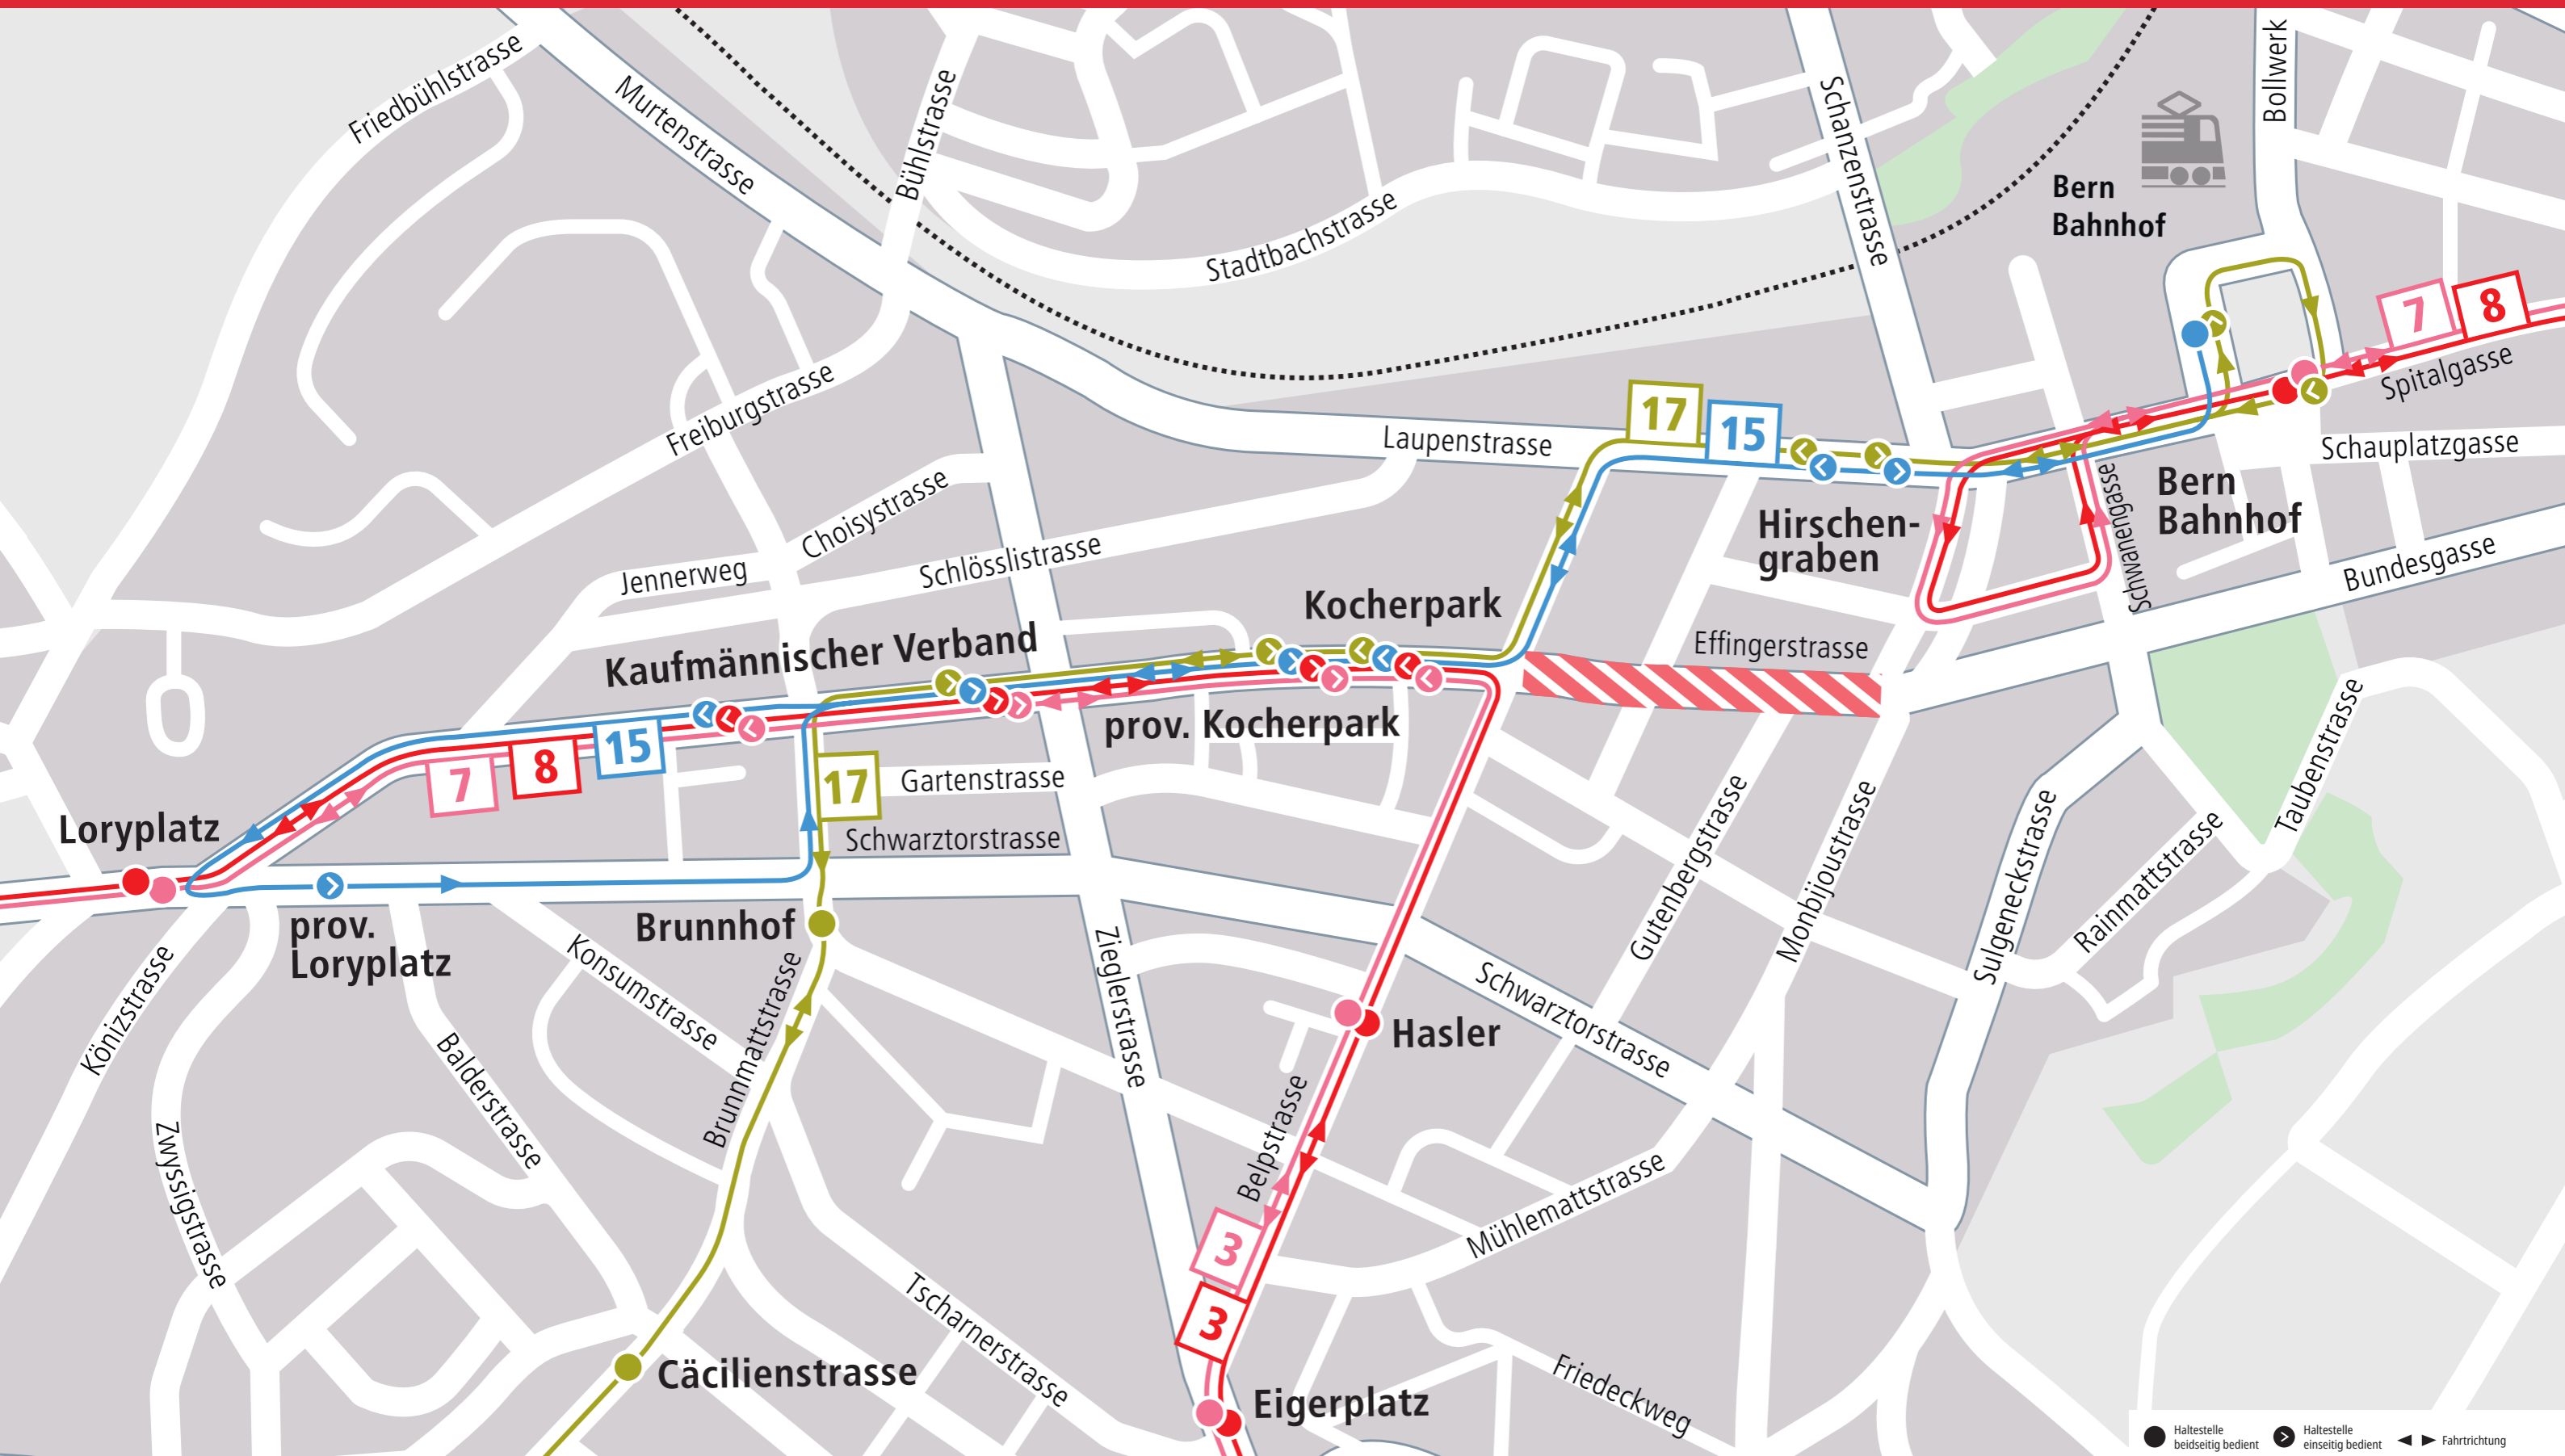 Friedbühlstrasse
Murtenstrasse
Bühlstrasse
Stadtbachstrasse
Schanzenstrasse
Bollwerk
Bern
Bahnhof
7
8
Spitalgasse
Freiburgstrasse
Laupenstrasse
17
15
Schauplatzgasse
Choisystrasse
Jennerweg
Schlösslistrasse
Hirschen-
graben
Schwanengasse
Bern
Bahnhof
Bundesgasse
Kaufmännischer Verband
Kocherpark
Effingerstrasse
prov. Kocherpark
7
8
15
17
Gartenstrasse
Schwarztorstrasse
Loryplatz
prov.
Loryplatz
Brunnhof
Könizstrasse
Konsumstrasse
Brunnmattstrasse
Zieglerstrasse
Hasler
Schwarztorstrasse
Gutenbergstrasse
Monbijoustrasse
Sulgeneckstrasse
Rainmattstrasse
Taubenstrasse
Balderstrasse
Zwyssigstrasse
Belpstrasse
3
3
Mühlemattstrasse
Tscharnerstrasse
Cäcilienstrasse
Eigerplatz
Friedeckweg
Haltestelle
beidseitig bedient
Haltestelle
einseitig bedient
Fahrtrichtung